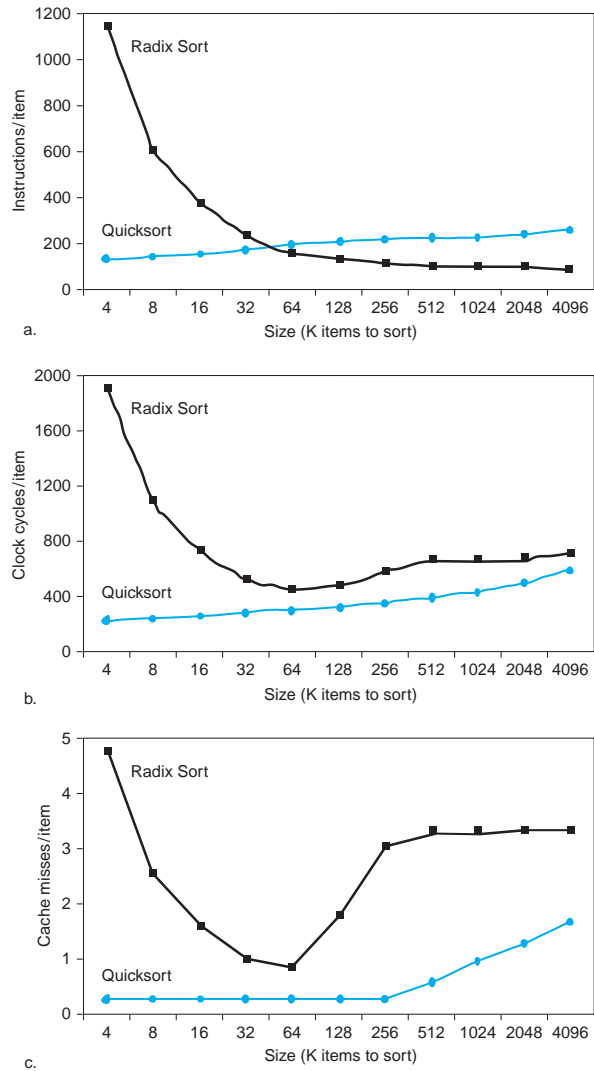 1200
1000
800
600
400
200
0
Instructions/item
Radix Sort
Quicksort
4 8 16 32 64 128 256 512 1024 2048 4096
Size (K items to sort)
a.
2000
1600
1200
800
400
0
Clock cycles/item
Radix Sort
Quicksort
4 8 16 32 64 128 256 512 1024 2048 4096
Size (K items to sort)
b.
5
4
3
2
1
0
Cache misses/item
Radix Sort
Quicksort
4 8 16 32 64 128 256 512 1024 2048 4096
Size (K items to sort)
c.